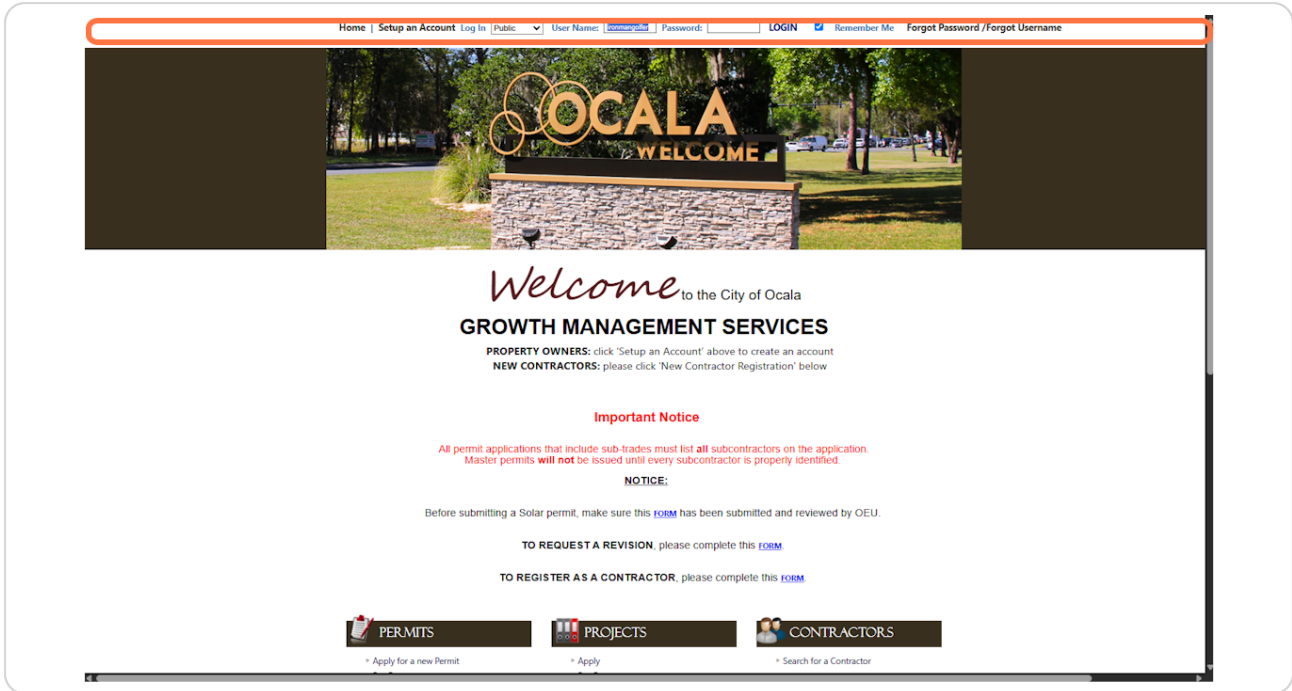 Home | Setup an Account Log In Public User Name: Password: LOGIN Remember Me Forgot Password /Forgot Username
OCALA
WELCOME
Welcome to the City of Ocala
GROWTH MANAGEMENT SERVICES
PROPERTY OWNERS: click 'Setup an Account' above to create an account
NEW CONTRACTORS: please click 'New Contractor Registration' below
Important Notice
All permit applications that include sub-trades must list all subcontractors on the application.
Master permits will not be issued until every subcontractor is properly identified.
NOTICE:
Before submitting a Solar permit, make sure this FORM has been submitted and reviewed by OEU.
TO REQUEST A REVISION, please complete this FORM.
TO REGISTER AS A CONTRACTOR, please complete this FORM.
PERMITS PROJECTS CONTRACTORS
Apply for a new Permit Apply Search for a Contractor